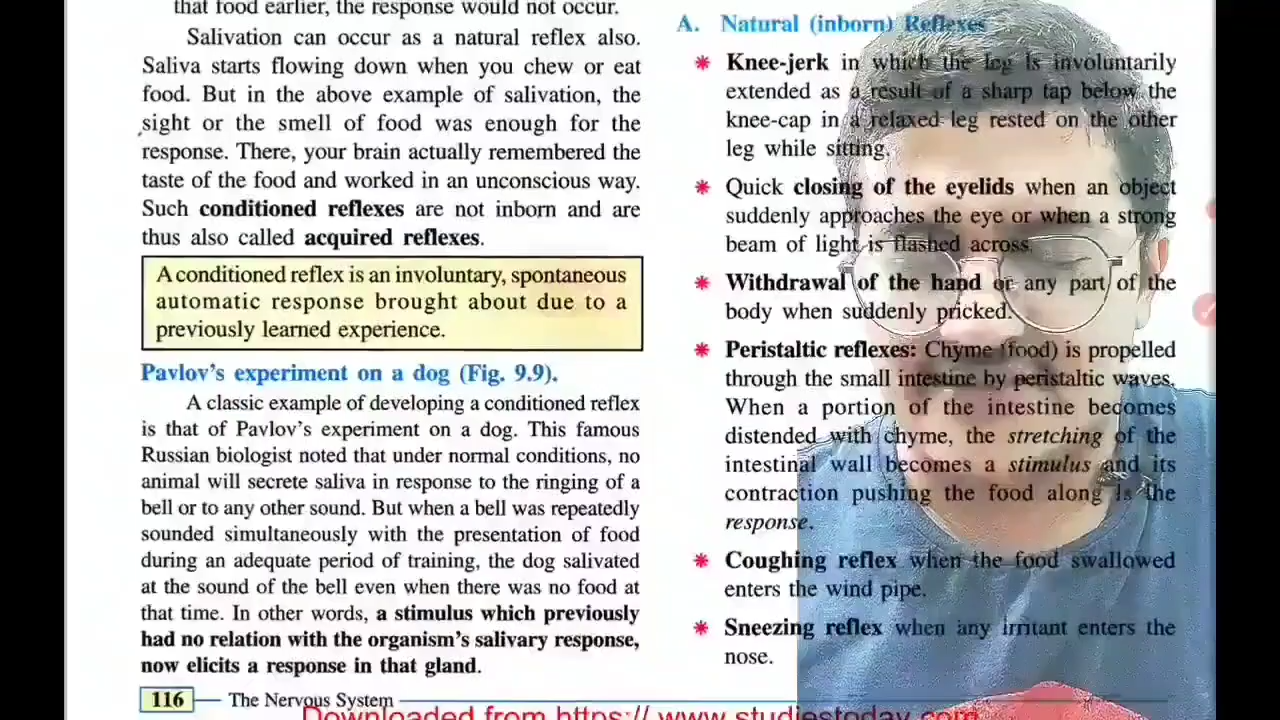 that food earlier, the response would not occur.
Salivation can occur as a natural reflex also.
Saliva starts flowing down when you chew or eat
food. But in the above example of salivation, the
sight or the smell of food was enough for the
response. There, your brain actually remembered the
taste of the food and worked in an unconscious way.
Such conditioned reflexes are not inborn and are
thus also called acquired reflexes.
A conditioned reflex is an involuntary, spontaneous
automatic response brought about due to a
previously learned experience.
Pavlov's experiment on a dog (Fig. 9.9).
A classic example of developing a conditioned reflex
is that of Pavlov's experiment on a dog. This famous
Russian biologist noted that under normal conditions, no
animal will secrete saliva in response to the ringing of a
bell or to any other sound. But when a bell was repeatedly
sounded simultaneously with the presentation of food
during an adequate period of training, the dog salivated
at the sound of the bell even when there was no food at
that time. In other words, a stimulus which previously
had no relation with the organism's salivary response,
now elicits a response in that gland.
116 The Nervous System
A. Natural (inborn) Reflexes
* Knee-jerk in which the leg is involuntarily
extended as a result of a sharp tap below the
knee-cap in a relaxed leg rested on the other
leg while sitting.
* Quick closing of the eyelids when an object
suddenly approaches the eye or when a strong
beam of light is flashed across.
* Withdrawal of the hand or any part of the
body when suddenly pricked.
* Peristaltic reflexes: Chyme (food) is propelled
through the small intestine by peristaltic waves.
When a portion of the intestine becomes
distended with chyme, the stretching of the
intestinal wall becomes a stimulus and its
contraction pushing the food along is the
response.
* Coughing reflex when the food swallowed
enters the wind pipe.
* Sneezing reflex when any irritant enters the
nose.
Downloaded from https:// www.studiestoday.com